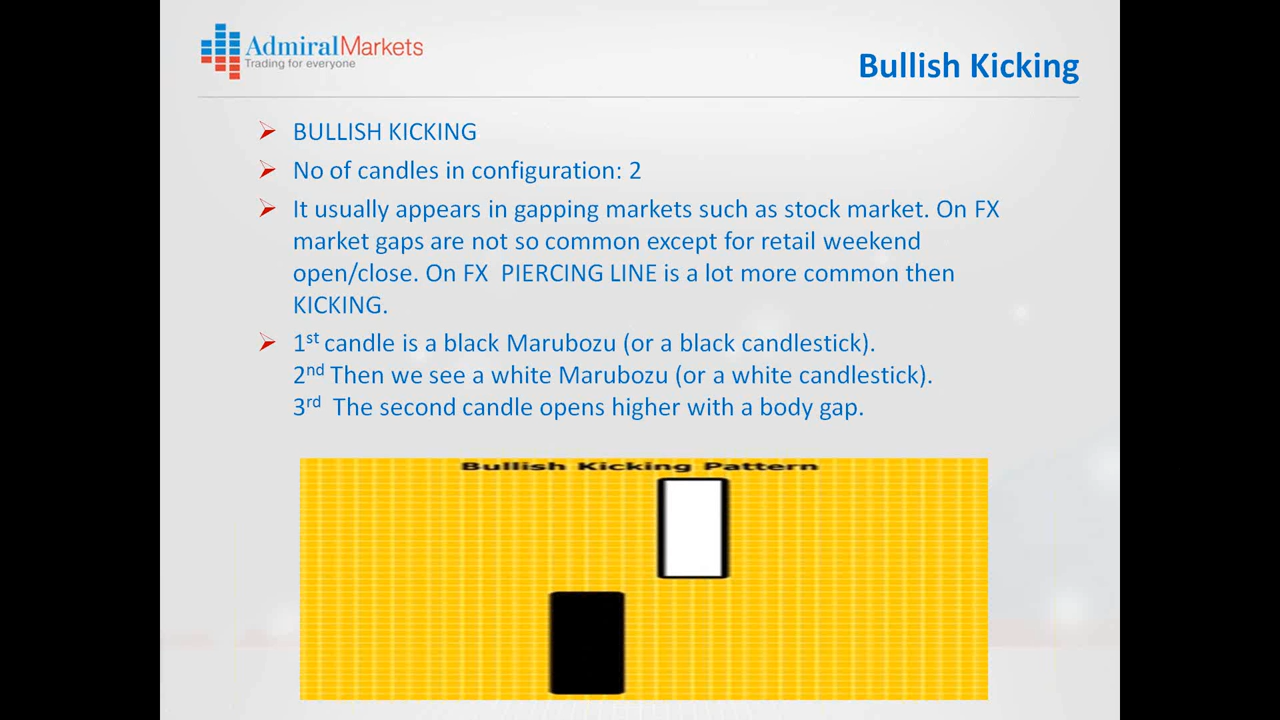 AdmiralMarkets
Trading for everyone
Bullish Kicking
BULLISH KICKING
No of candles in configuration: 2
It usually appears in gapping markets such as stock market. On FX
market gaps are not so common except for retail weekend
open/close. On FX  PIERCING LINE is a lot more common then
KICKING.
1st candle is a black Marubozu (or a black candlestick).
2nd Then we see a white Marubozu (or a white candlestick).
3rd  The second candle opens higher with a body gap.
Bullish Kicking Pattern